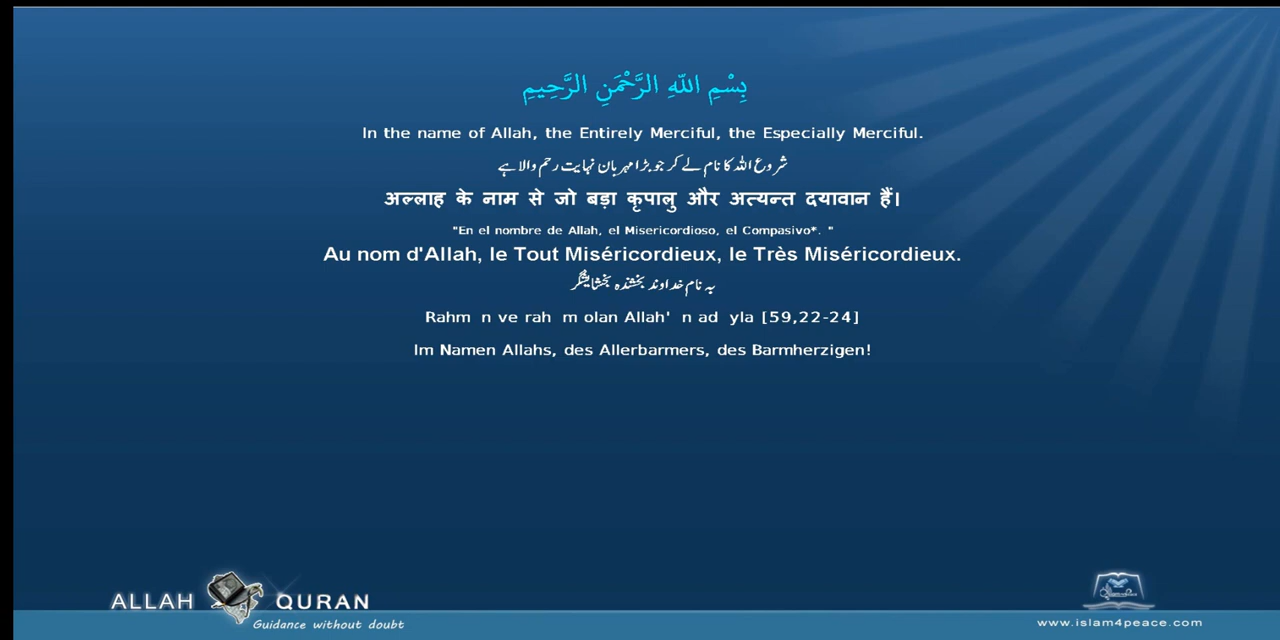 بِسْمِ اللّهِ الرَّحْمَنِ الرَّحِيمِ
In the name of Allah, the Entirely Merciful, the Especially Merciful.
شروع الله کا نام لے کر جو بڑا مہربان نہایت رحم والا ہے
अल्लाह के नाम से जो बड़ा कृपालु और अत्यन्त दयावान हैं।
"En el nombre de Allah, el Misericordioso, el Compasivo*. "
Au nom d'Allah, le Tout Miséricordieux, le Très Miséricordieux.
به نام خداوند بخشنده بخشایشگر
Rahm n ve rah m olan Allah' n ad yla [59,22-24]
Im Namen Allahs, des Allerbarmers, des Barmherzigen!
ALLAH QURAN
Guidance without doubt
www.islam4peace.com